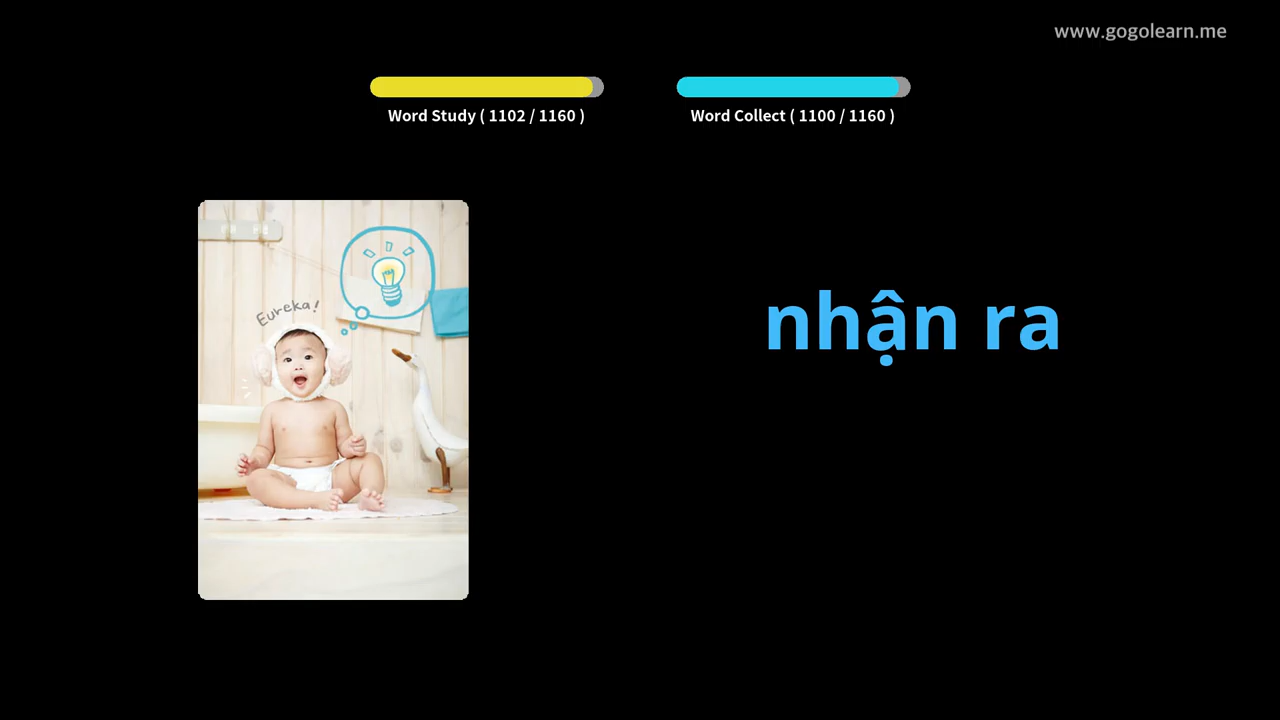 www.gogolearn.me
Word Study ( 1102 / 1160 )
Word Collect ( 1100 / 1160 )
Eureka!
nhận ra